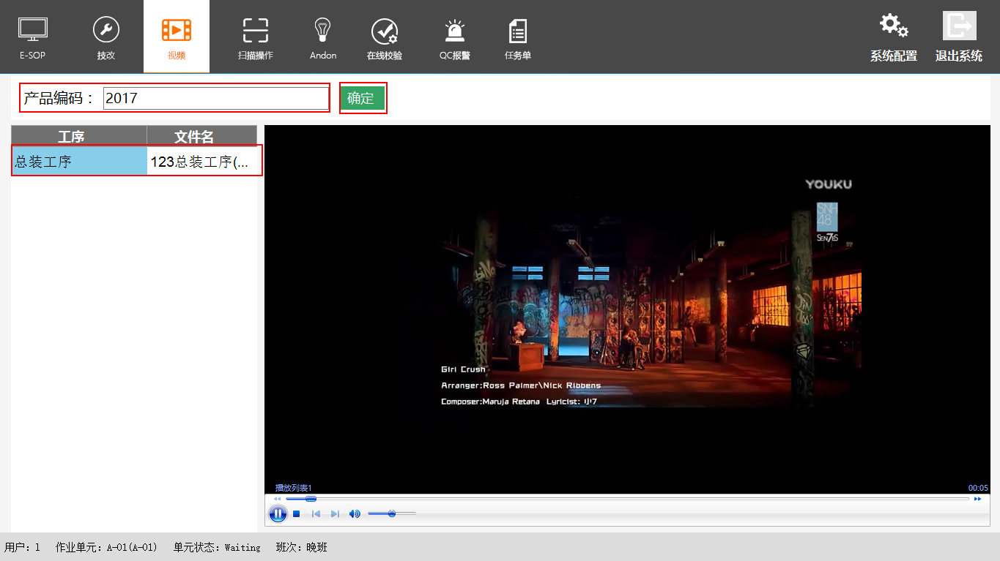 E-SOP
技改
视频
扫描操作
Andon
在线校验
QC报警
任务单
系统配置
退出系统
产品编码： 2017
确定
工序 文件名
总装工序 123总装工序(...
YOUKU
SNH
48
SEN7ES
Girl Crush
Arranger:Ross Palmer\Nick Ribbens
Composer:Maruja Retana Lyricist: 小7
播放列表1 00:05
用户：l 作业单元：A-01(A-01) 单元状态：Waiting 班次：晚班